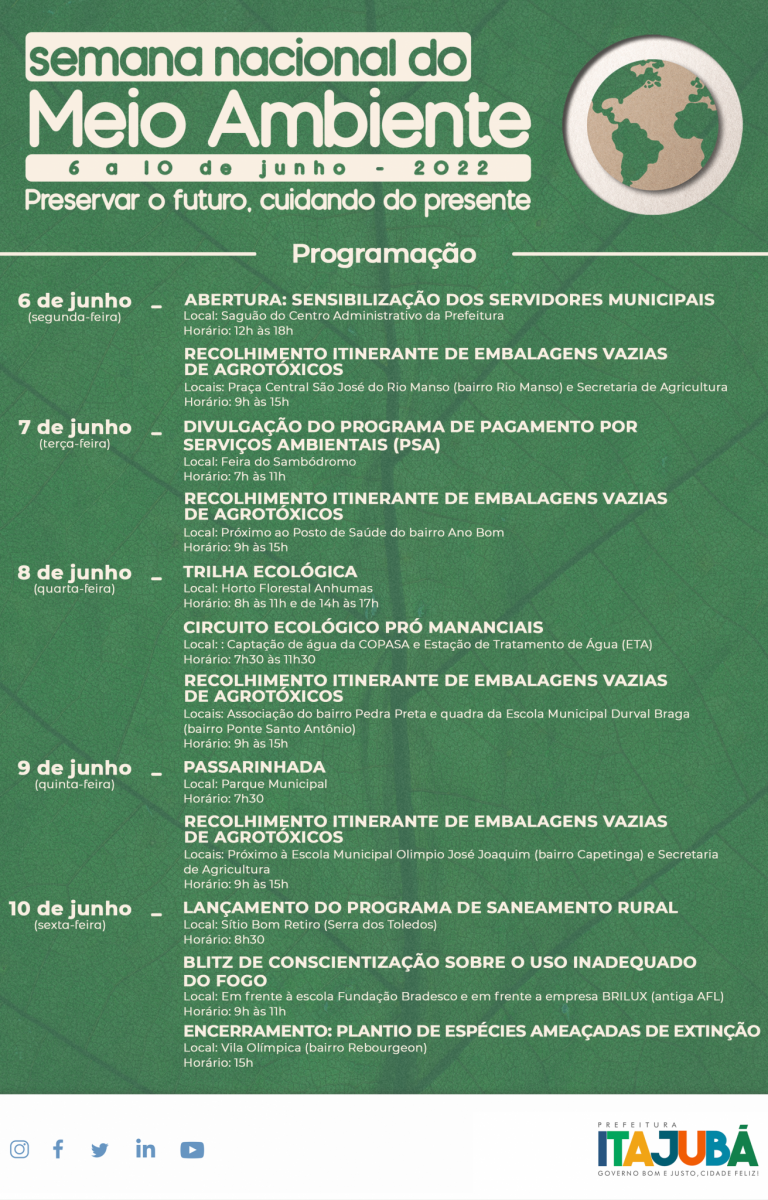 semana nacional do
Meio Ambiente
6 a 10 de junho - 2022
Preservar o futuro, cuidando do presente
Programação
6 de junho
(segunda-feira)
–
ABERTURA: SENSIBILIZAÇÃO DOS SERVIDORES MUNICIPAIS
Local: Saguão do Centro Administrativo da Prefeitura
Horário: 12h às 18h
RECOLHIMENTO ITINERANTE DE EMBALAGENS VAZIAS
DE AGROTÓXICOS
Locais: Praça Central São José do Rio Manso (bairro Rio Manso) e Secretaria de Agricultura
Horário: 9h às 15h
7 de junho
(terça-feira)
–
DIVULGAÇÃO DO PROGRAMA DE PAGAMENTO POR
SERVIÇOS AMBIENTAIS (PSA)
Local: Feira do Sambódromo
Horário: 7h às 11h
RECOLHIMENTO ITINERANTE DE EMBALAGENS VAZIAS
DE AGROTÓXICOS
Local: Próximo ao Posto de Saúde do bairro Ano Bom
Horário: 9h às 15h
8 de junho
(quarta-feira)
–
TRILHA ECOLÓGICA
Local: Horto Florestal Anhumas
Horário: 8h às 11h e de 14h às 17h
CIRCUITO ECOLÓGICO PRÓ MANANCIAIS
Local: : Captação de água da COPASA e Estação de Tratamento de Água (ETA)
Horário: 7h30 às 11h30
RECOLHIMENTO ITINERANTE DE EMBALAGENS VAZIAS
DE AGROTÓXICOS
Locais: Associação do bairro Pedra Preta e quadra da Escola Municipal Durval Braga
(bairro Ponte Santo Antônio)
Horário: 9h às 15h
9 de junho
(quinta-feira)
–
PASSARINHADA
Local: Parque Municipal
Horário: 7h30
RECOLHIMENTO ITINERANTE DE EMBALAGENS VAZIAS
DE AGROTÓXICOS
Locais: Próximo à Escola Municipal Olimpio José Joaquim (bairro Capetinga) e Secretaria
de Agricultura
Horário: 9h às 15h
10 de junho
(sexta-feira)
–
LANÇAMENTO DO PROGRAMA DE SANEAMENTO RURAL
Local: Sítio Bom Retiro (Serra dos Toledos)
Horário: 8h30
BLITZ DE CONSCIENTIZAÇÃO SOBRE O USO INADEQUADO
DO FOGO
Local: Em frente à escola Fundação Bradesco e em frente a empresa BRILUX (antiga AFL)
Horário: 9h às 11h
ENCERRAMENTO: PLANTIO DE ESPÉCIES AMEAÇADAS DE EXTINÇÃO
Local: Vila Olímpica (bairro Rebourgeon)
Horário: 15h
PREFEITURA
ITAJUBÁ
GOVERNO BOM E JUSTO, CIDADE FELIZ!